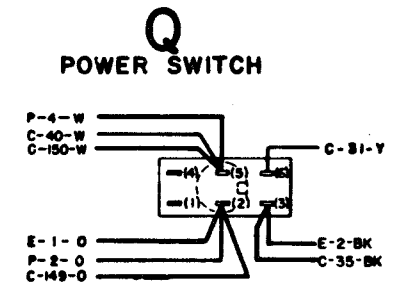 Q
POWER SWITCH
P-4-W
C-40-W
C-150-W
C-31-Y
(4) (5) (6)
(1) (2) (3)
E-1-O
P-2-O
C-149-O
E-2-BK
C-35-BK